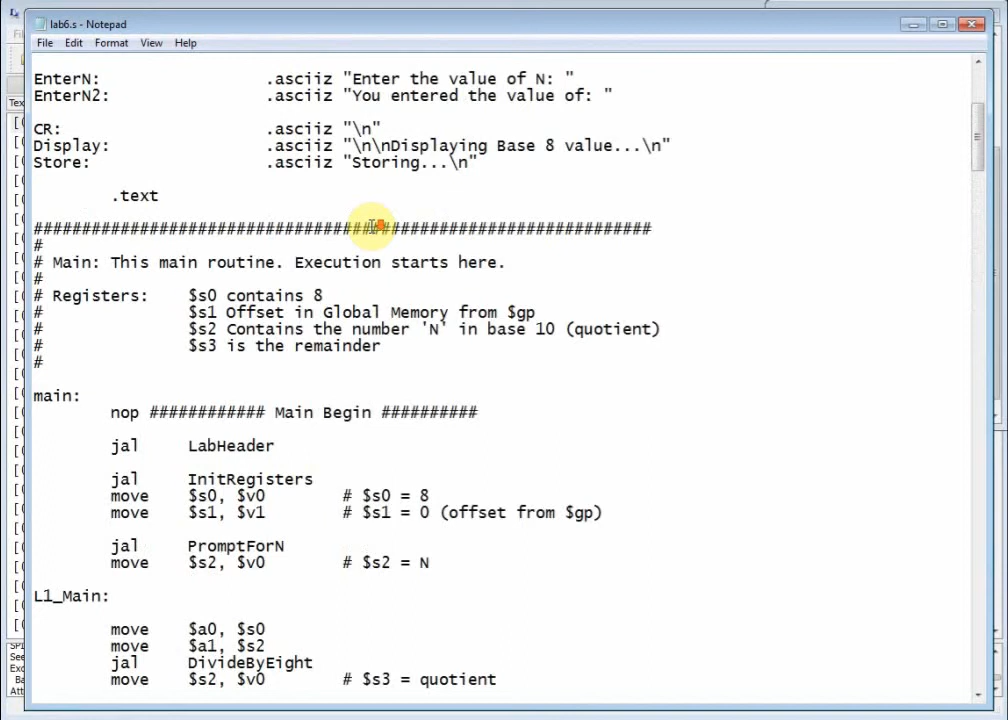 lab6.s - Notepad
File Edit Format View Help
EnterN: .asciiz "Enter the value of N: "
EnterN2: .asciiz "You entered the value of: "
CR: .asciiz "\n"
Display: .asciiz "\n\nDisplaying Base 8 value...\n"
Store: .asciiz "Storing...\n"
.text
################################################################
#
# Main: This main routine. Execution starts here.
#
# Registers: $s0 contains 8
# $s1 Offset in Global Memory from $gp
# $s2 Contains the number 'N' in base 10 (quotient)
# $s3 is the remainder
#
main:
nop ############ Main Begin ##########
jal LabHeader
jal InitRegisters
move $s0, $v0 # $s0 = 8
move $s1, $v1 # $s1 = 0 (offset from $gp)
jal PromptForN
move $s2, $v0 # $s2 = N
L1_Main:
move $a0, $s0
move $a1, $s2
jal DivideByEight
move $s2, $v0 # $s3 = quotient